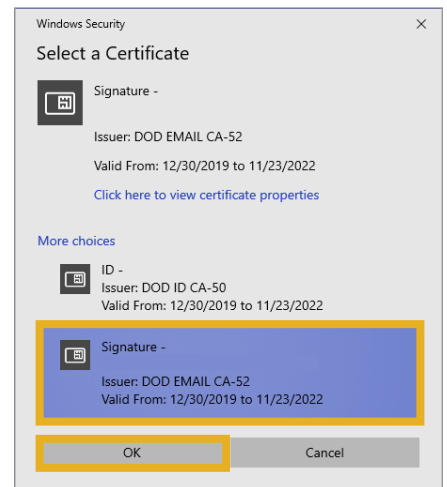 Windows Security
Select a Certificate
Signature -
Issuer: DOD EMAIL CA-52
Valid From: 12/30/2019 to 11/23/2022
Click here to view certificate properties
More choices
ID -
Issuer: DOD ID CA-50
Valid From: 12/30/2019 to 11/23/2022
Signature -
Issuer: DOD EMAIL CA-52
Valid From: 12/30/2019 to 11/23/2022
OK Cancel